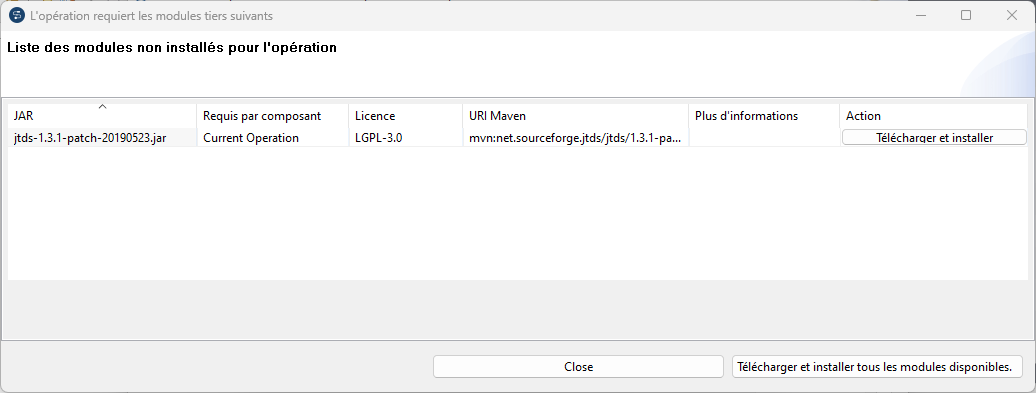 L'opération requiert les modules tiers suivants
Liste des modules non installés pour l'opération
JAR Requis par composant Licence URI Maven Plus d'informations Action
jtds-1.3.1-patch-20190523.jar Current Operation LGPL-3.0 mvn:net.sourceforge.jtds/jtds/1.3.1-pa... Télécharger et installer
Close Télécharger et installer tous les modules disponibles.